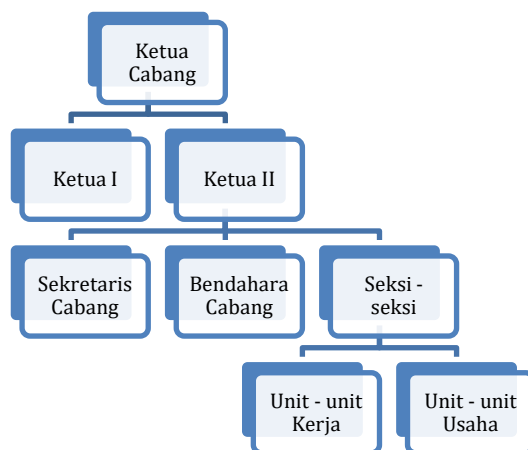 Ketua
Cabang
Ketua I
Ketua II
Sekretaris
Cabang
Bendahara
Cabang
Seksi -
seksi
Unit - unit
Kerja
Unit - unit
Usaha